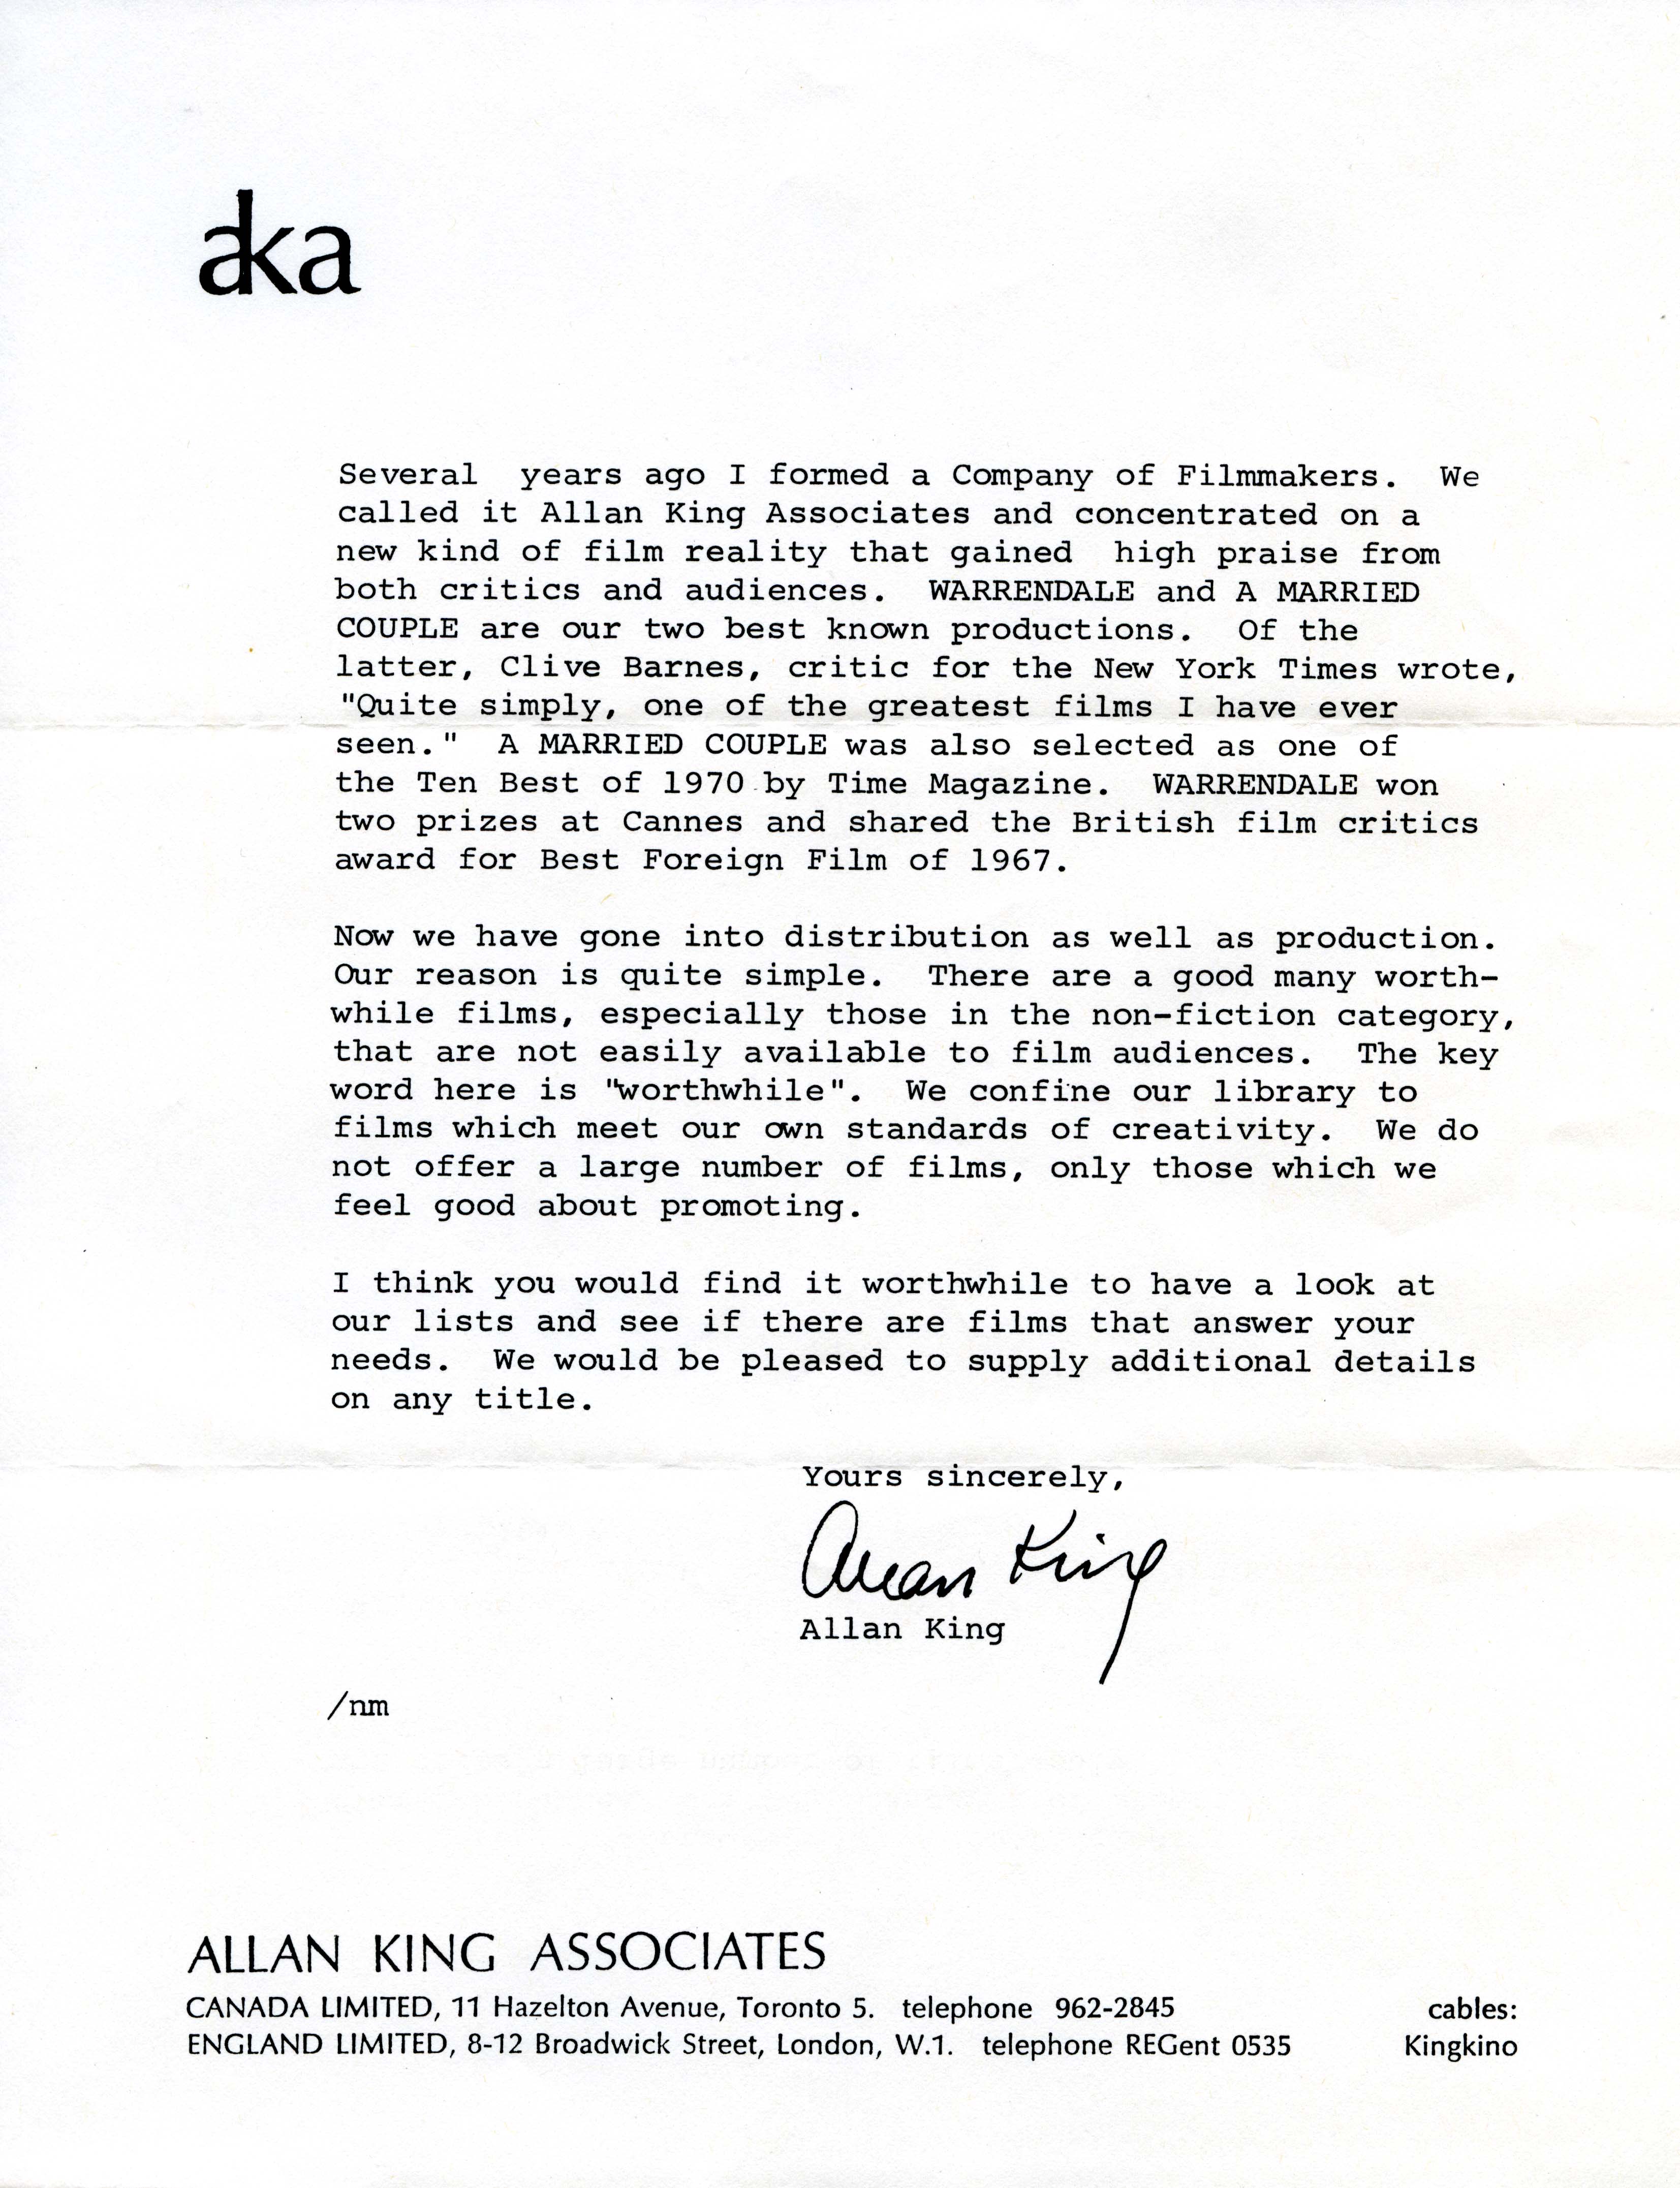 aka
Several years ago I formed a Company of Filmmakers. We
called it Allan King Associates and concentrated on a
new kind of film reality that gained high praise from
both critics and audiences. WARRENDALE and A MARRIED
COUPLE are our two best known productions. Of the
latter, Clive Barnes, critic for the New York Times wrote,
"Quite simply, one of the greatest films I have ever
seen." A MARRIED COUPLE was also selected as one of
the Ten Best of 1970 by Time Magazine. WARRENDALE won
two prizes at Cannes and shared the British film critics
award for Best Foreign Film of 1967.
Now we have gone into distribution as well as production.
Our reason is quite simple. There are a good many worth-
while films, especially those in the non-fiction category,
that are not easily available to film audiences. The key
word here is "worthwhile". We confine our library to
films which meet our own standards of creativity. We do
not offer a large number of films, only those which we
feel good about promoting.
I think you would find it worthwhile to have a look at
our lists and see if there are films that answer your
needs. We would be pleased to supply additional details
on any title.
Yours sincerely,
Allan King
Allan King
/nm
ALLAN KING ASSOCIATES
CANADA LIMITED, 11 Hazelton Avenue, Toronto 5. telephone 962-2845 cables:
ENGLAND LIMITED, 8-12 Broadwick Street, London, W.1. telephone REGent 0535 Kingkino